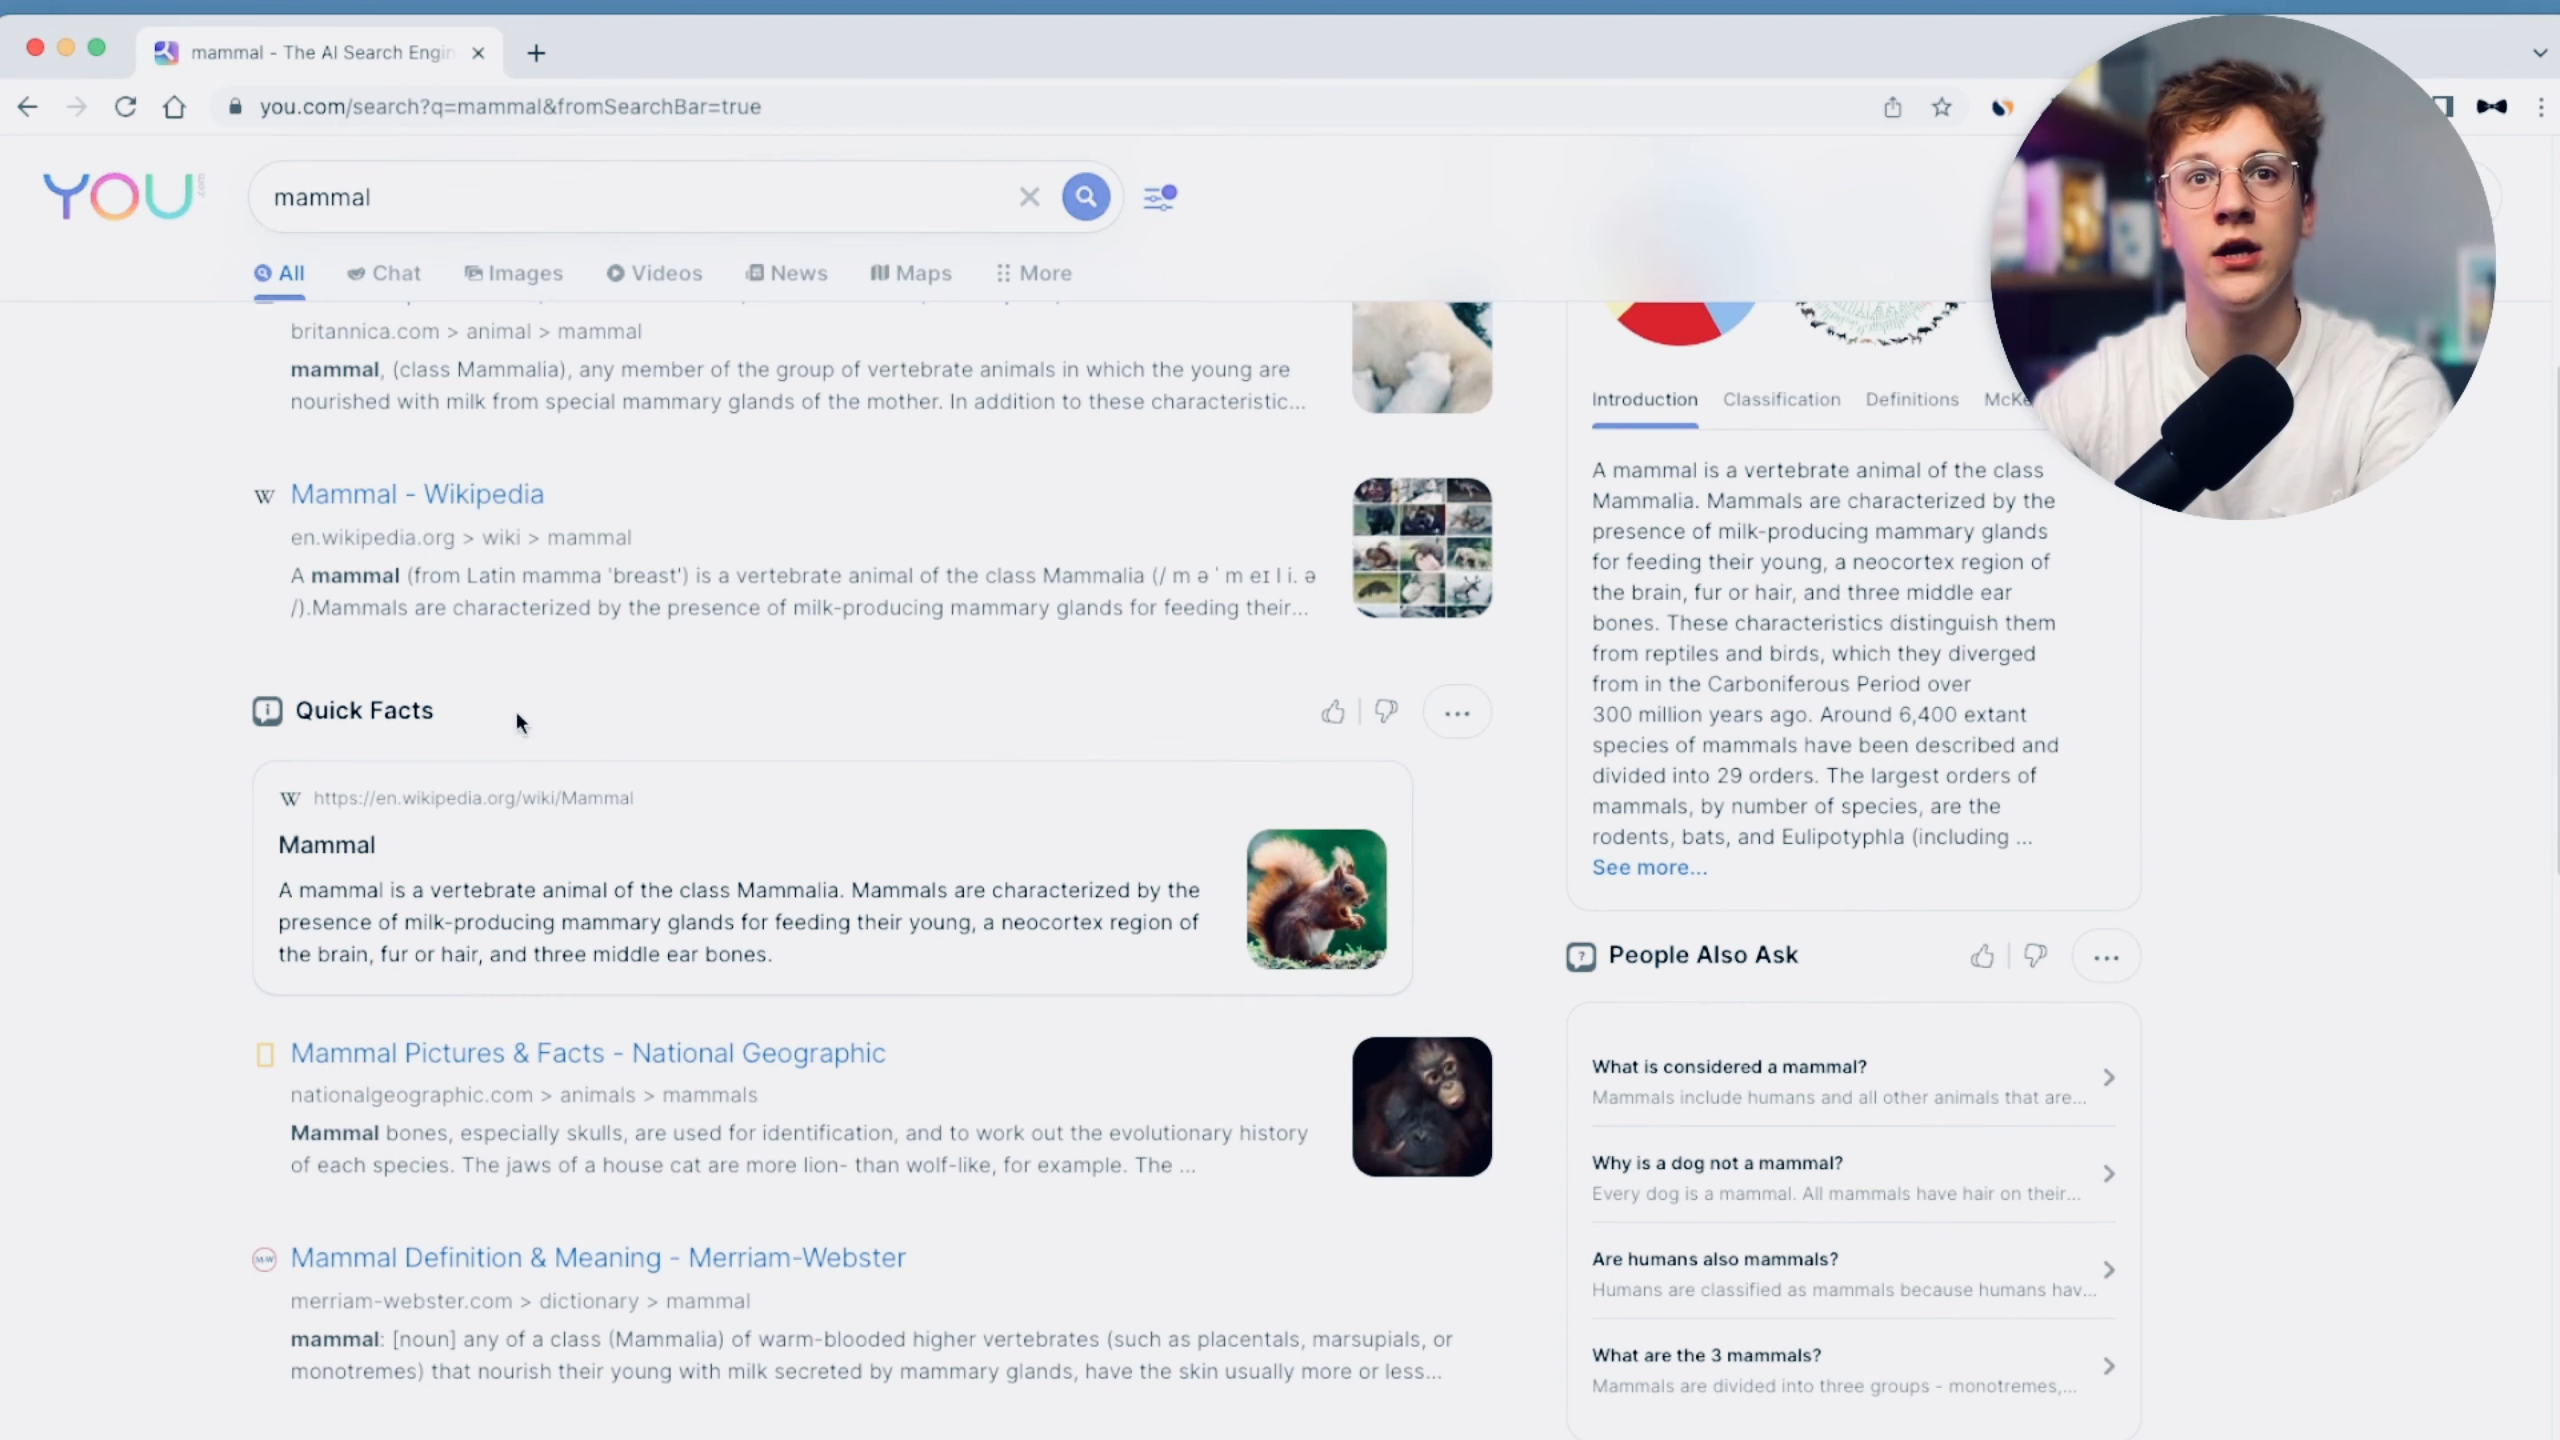 mammal - The AI Search Engin
you.com/search?q=mammal&fromSearchBar=true
YOU.com
mammal
All
Chat
Images
Videos
News
Maps
More
britannica.com > animal > mammal
mammal, (class Mammalia), any member of the group of vertebrate animals in which the young are
nourished with milk from special mammary glands of the mother. In addition to these characteristic...
W Mammal - Wikipedia
en.wikipedia.org > wiki > mammal
A mammal (from Latin mamma 'breast') is a vertebrate animal of the class Mammalia (/ m ə ˈ m eɪ l i. ə
/).Mammals are characterized by the presence of milk-producing mammary glands for feeding their...
Quick Facts
W https://en.wikipedia.org/wiki/Mammal
Mammal
A mammal is a vertebrate animal of the class Mammalia. Mammals are characterized by the
presence of milk-producing mammary glands for feeding their young, a neocortex region of
the brain, fur or hair, and three middle ear bones.
Mammal Pictures & Facts - National Geographic
nationalgeographic.com > animals > mammals
Mammal bones, especially skulls, are used for identification, and to work out the evolutionary history
of each species. The jaws of a house cat are more lion- than wolf-like, for example. The ...
M-W Mammal Definition & Meaning - Merriam-Webster
merriam-webster.com > dictionary > mammal
mammal: [noun] any of a class (Mammalia) of warm-blooded higher vertebrates (such as placentals, marsupials, or
monotremes) that nourish their young with milk secreted by mammary glands, have the skin usually more or less...
Introduction
Classification
Definitions
McKe
A mammal is a vertebrate animal of the class
Mammalia. Mammals are characterized by the
presence of milk-producing mammary glands
for feeding their young, a neocortex region of
the brain, fur or hair, and three middle ear
bones. These characteristics distinguish them
from reptiles and birds, which they diverged
from in the Carboniferous Period over
300 million years ago. Around 6,400 extant
species of mammals have been described and
divided into 29 orders. The largest orders of
mammals, by number of species, are the
rodents, bats, and Eulipotyphla (including ...
See more...
People Also Ask
What is considered a mammal?
Mammals include humans and all other animals that are...
Why is a dog not a mammal?
Every dog is a mammal. All mammals have hair on their...
Are humans also mammals?
Humans are classified as mammals because humans hav...
What are the 3 mammals?
Mammals are divided into three groups - monotremes,...